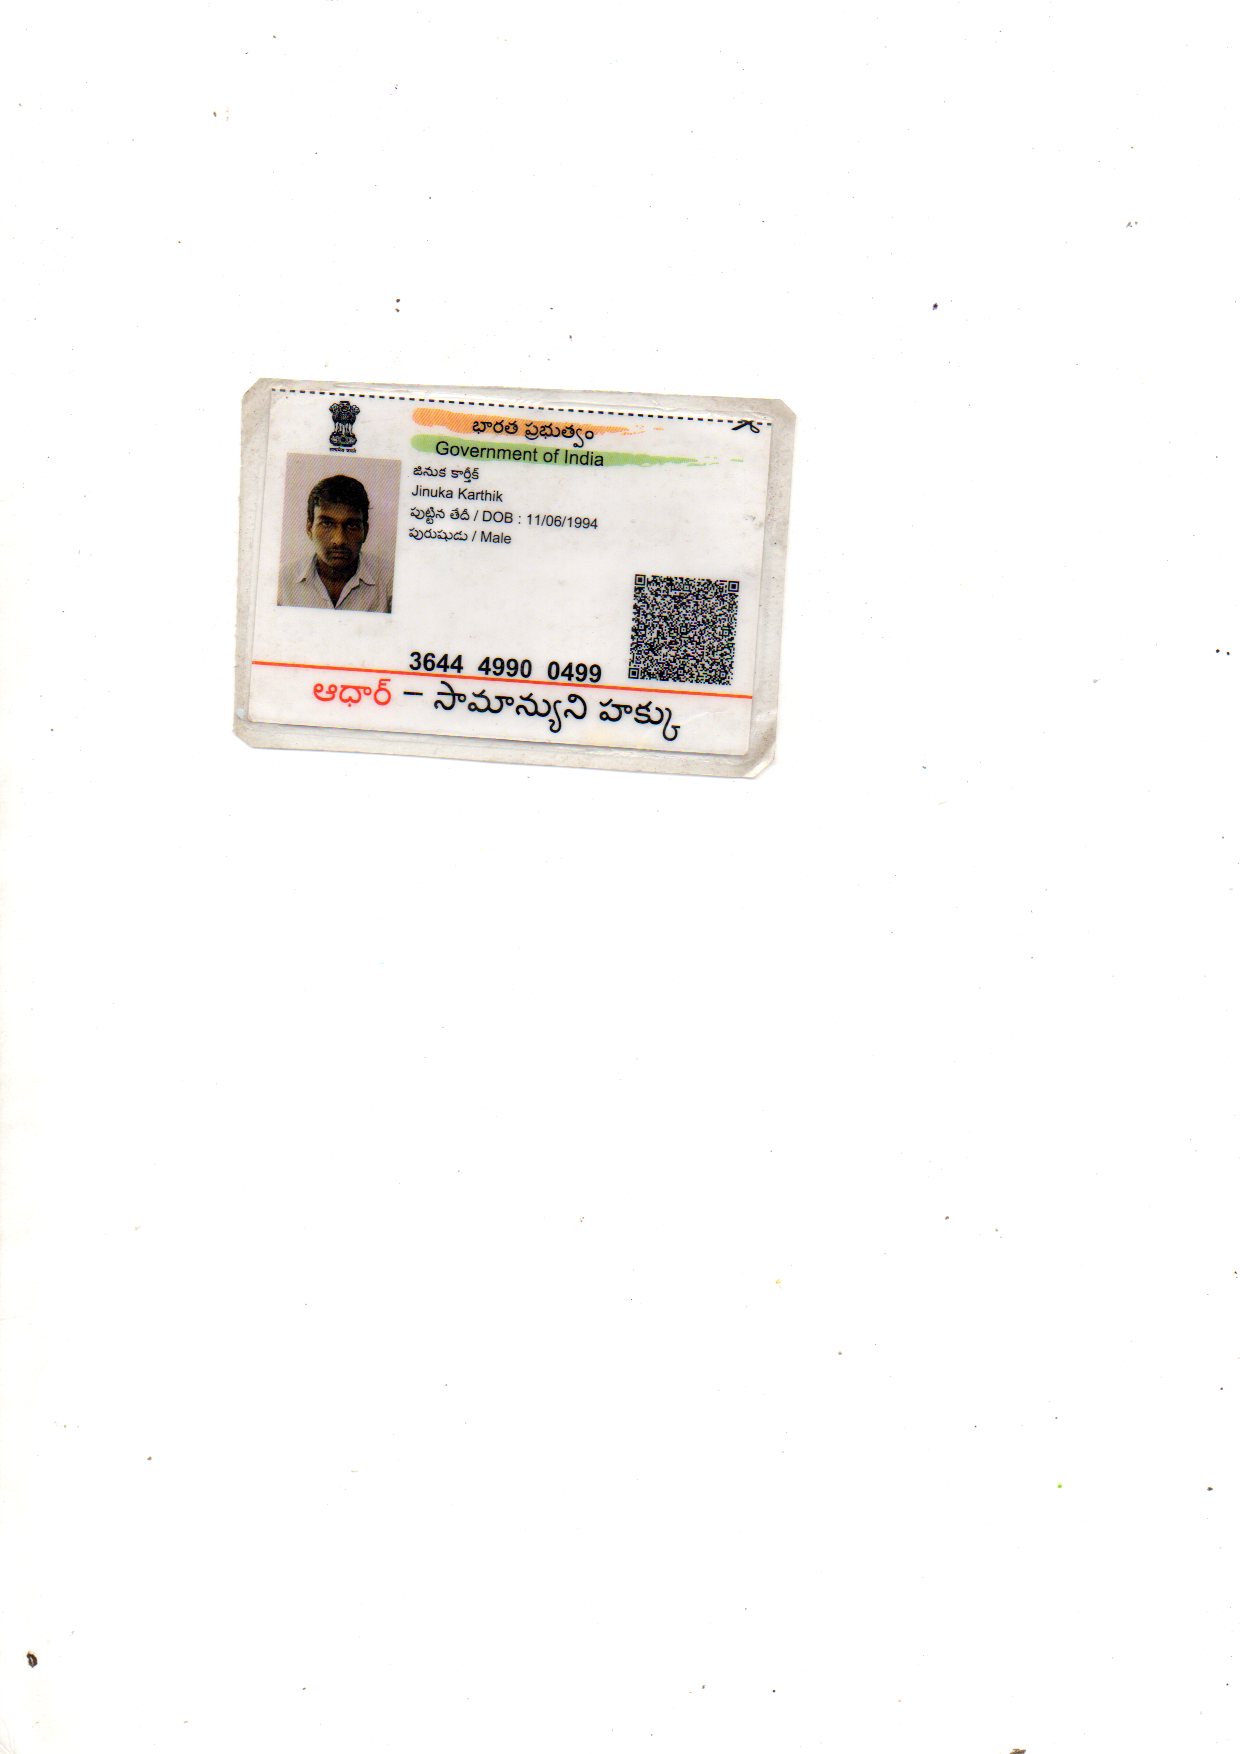 భారత ప్రభుత్వం
Government of India
జినుక కార్తీక్
Jinuka Karthik
పుట్టిన తేదీ / DOB : 11/06/1994
పురుషుడు / Male
3644 4990 0499
ఆధార్ – సామాన్యుని హక్కు